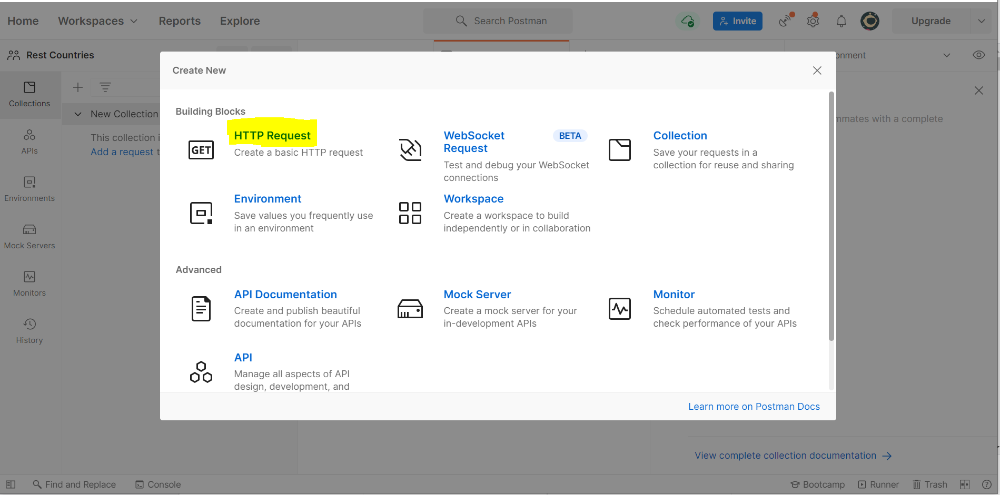 Home
Workspaces
Reports
Explore
Search Postman
Invite
Upgrade
Rest Countries
onment
Collections
APIs
Environments
Mock Servers
Monitors
History
New Collection
This collection i
Add a request t
Create New
Building Blocks
GET
HTTP Request
Create a basic HTTP request
WebSocket
Request
BETA
Test and debug your WebSocket
connections
Collection
Save your requests in a
collection for reuse and sharing
Environment
Save values you frequently use
in an environment
Workspace
Create a workspace to build
independently or in collaboration
Advanced
API Documentation
Create and publish beautiful
documentation for your APIs
Mock Server
Create a mock server for your
in-development APIs
Monitor
Schedule automated tests and
check performance of your APIs
API
Manage all aspects of API
design, development, and
Learn more on Postman Docs
mmates with a complete
View complete collection documentation
Find and Replace
Console
Bootcamp
Runner
Trash